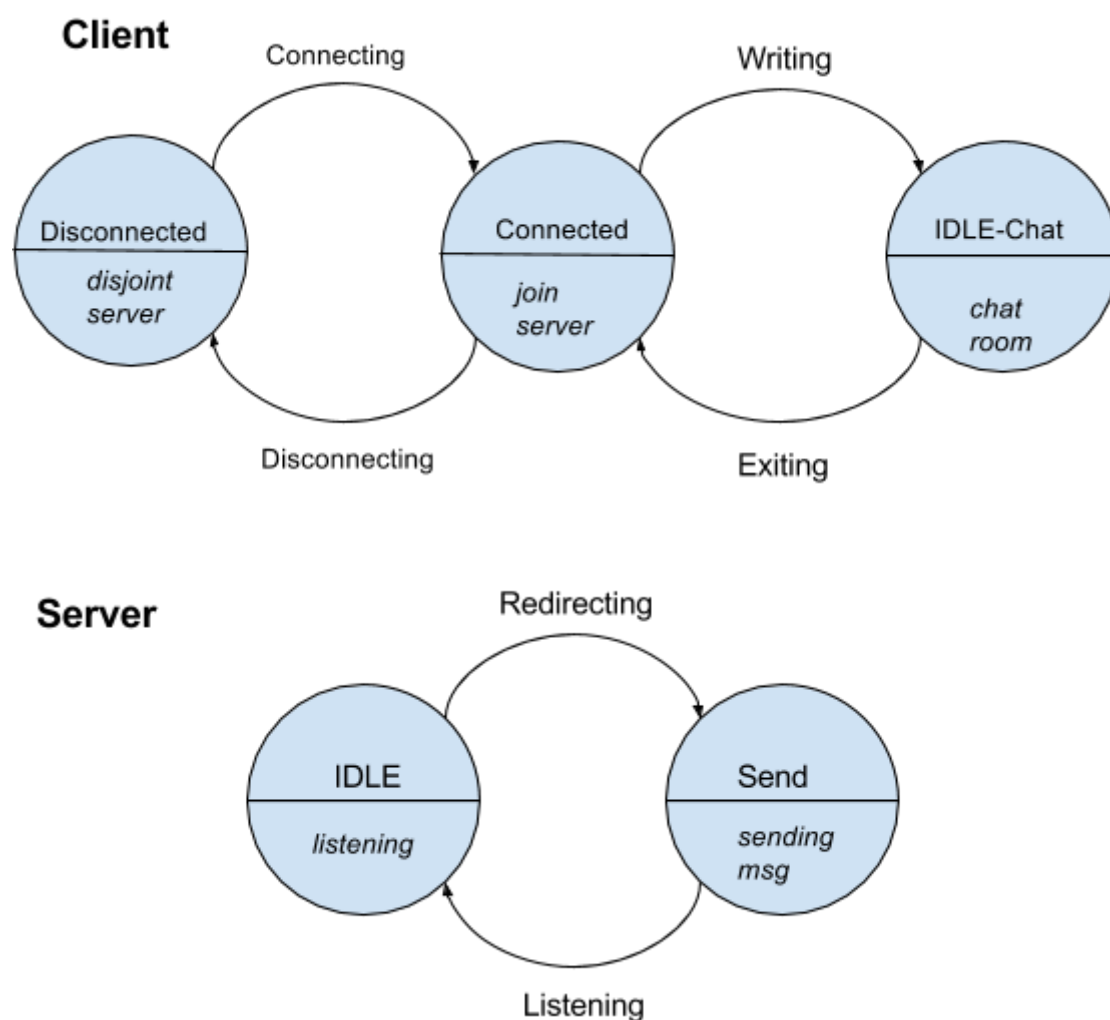 Client
Connecting
Writing
Disconnected
disjoint
server
Connected
join
server
IDLE-Chat
chat
room
Disconnecting
Exiting
Server
Redirecting
IDLE
listening
Send
sending
msg
Listening